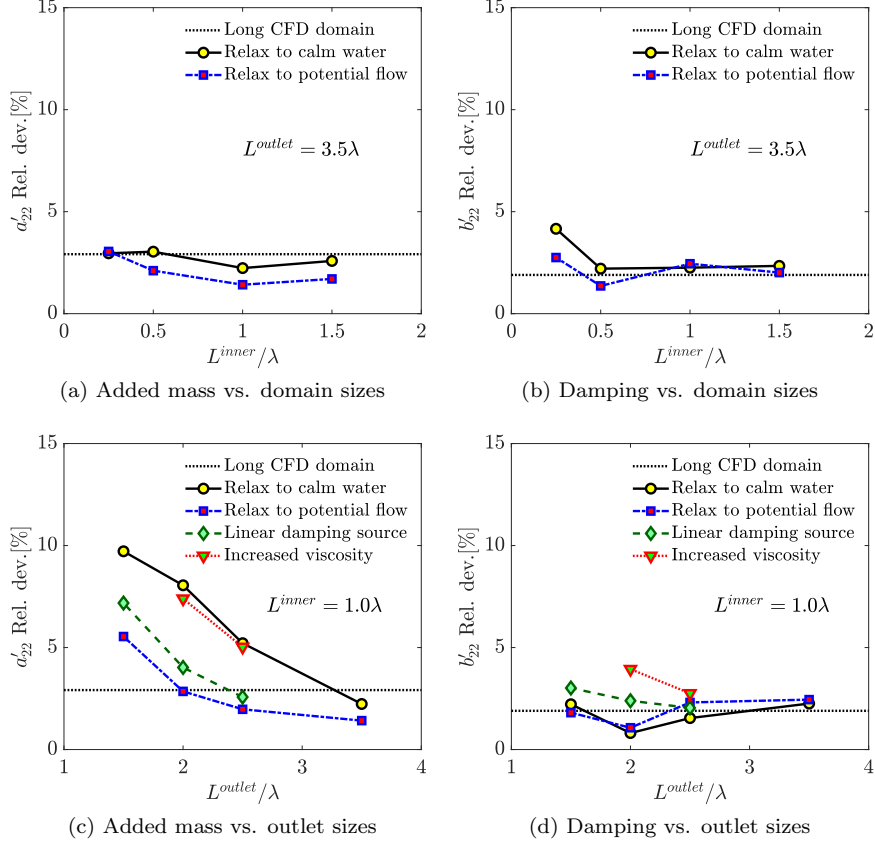 Long CFD domain
Relax to calm water
Relax to potential flow
L^outlet = 3.5λ
a′22 Rel. dev.[%]
15
10
5
0
0 0.5 1 1.5 2
L^inner/λ
(a) Added mass vs. domain sizes
Long CFD domain
Relax to calm water
Relax to potential flow
L^outlet = 3.5λ
b′22 Rel. dev.[%]
15
10
5
0
0 0.5 1 1.5 2
L^inner/λ
(b) Damping vs. domain sizes
Long CFD domain
Relax to calm water
Relax to potential flow
Linear damping source
Increased viscosity
L^inner = 1.0λ
a′22 Rel. dev.[%]
15
10
5
0
1 2 3 4
L^outlet/λ
(c) Added mass vs. outlet sizes
Long CFD domain
Relax to calm water
Relax to potential flow
Linear damping source
Increased viscosity
L^inner = 1.0λ
b′22 Rel. dev.[%]
15
10
5
0
1 2 3 4
L^outlet/λ
(d) Damping vs. outlet sizes